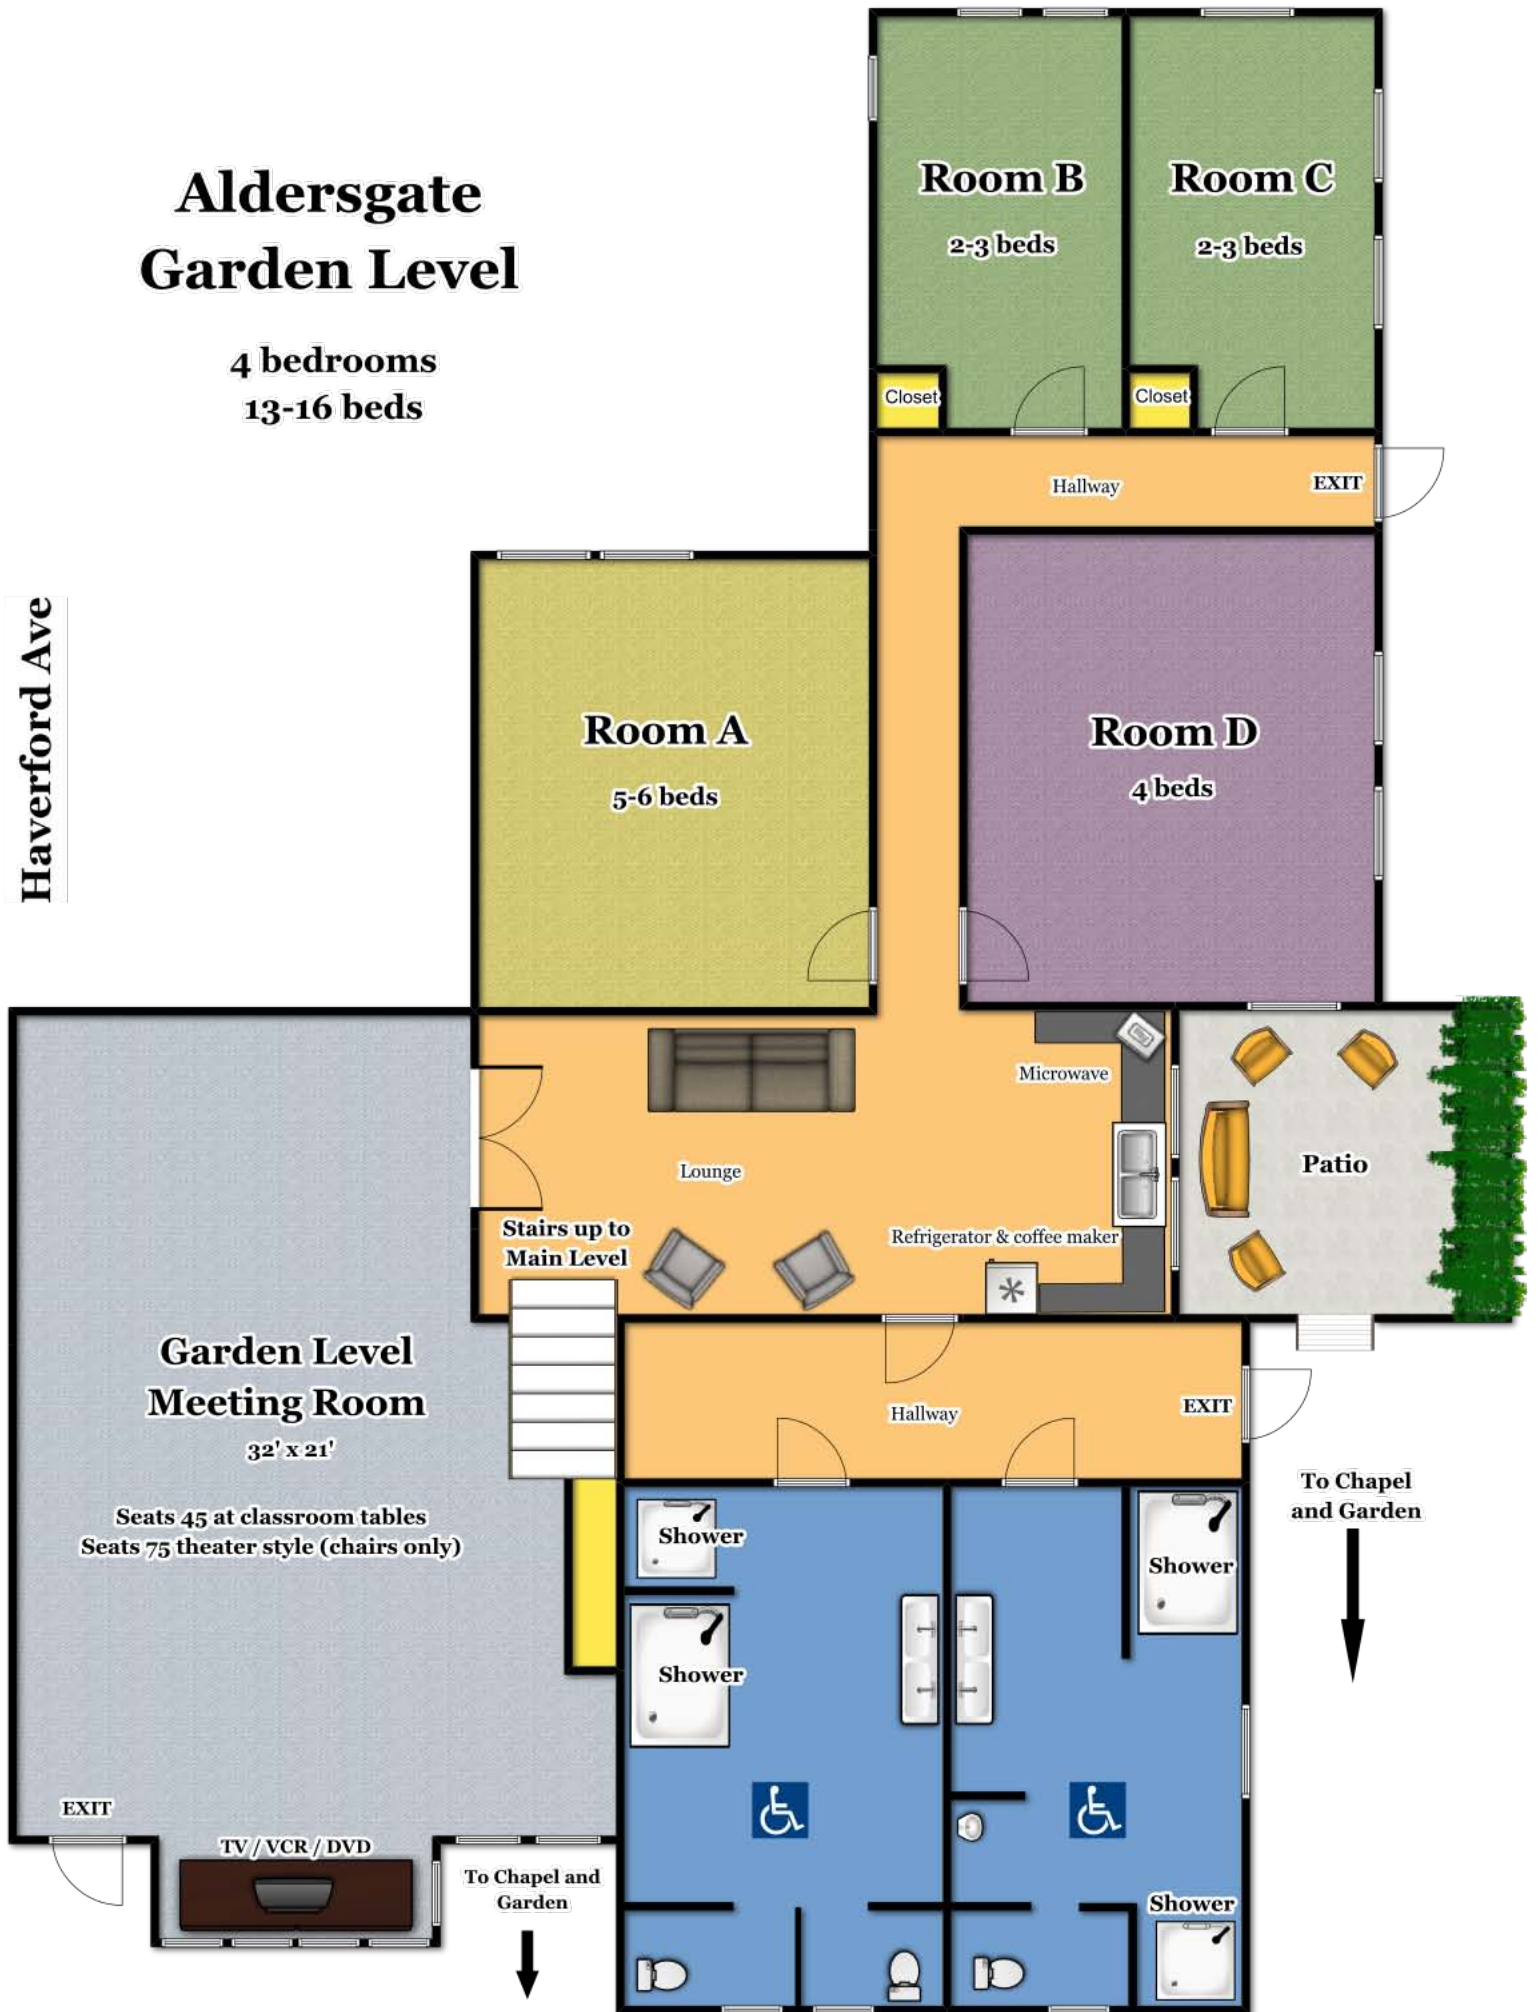 Aldersgate
Garden Level
4 bedrooms
13-16 beds
Haverford Ave
Room B
2-3 beds
Room C
2-3 beds
Closet
Closet
Hallway
EXIT
Room A
5-6 beds
Room D
4 beds
Microwave
Lounge
Patio
Stairs up to
Main Level
Refrigerator & coffee maker
Garden Level
Meeting Room
32' x 21'
Seats 45 at classroom tables
Seats 75 theater style (chairs only)
Hallway
EXIT
To Chapel
and Garden
Shower
Shower
Shower
EXIT
TV / VCR / DVD
To Chapel and
Garden
Shower